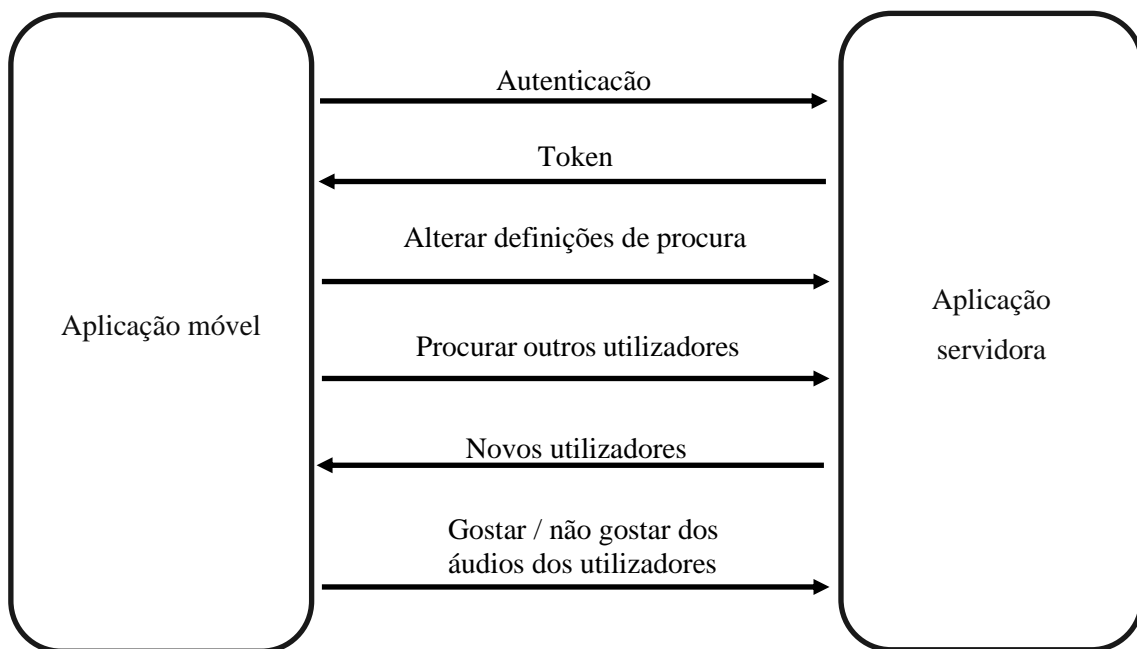 Autenticacão
Token
Alterar definições de procura
Aplicação móvel
Procurar outros utilizadores
Novos utilizadores
Gostar / não gostar dos
áudios dos utilizadores
Aplicação
servidora